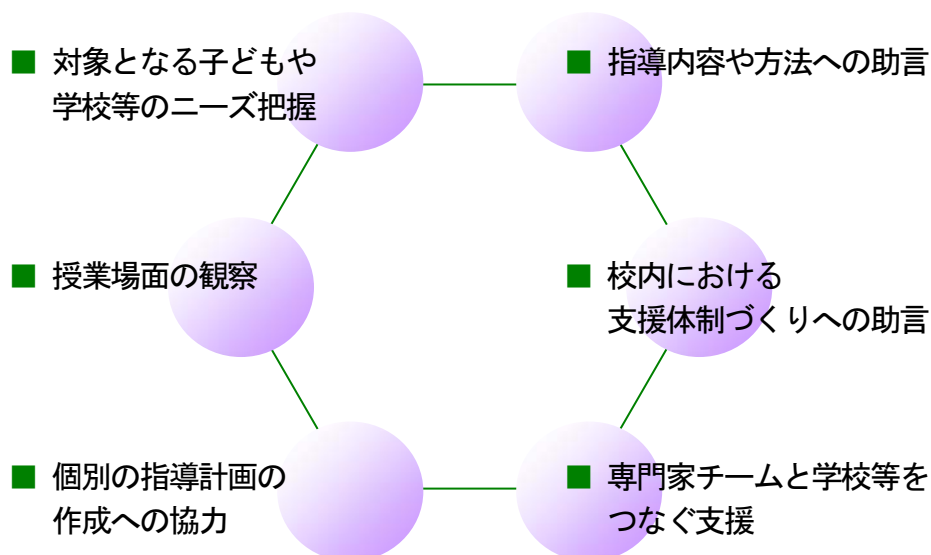 ■ 対象となる子どもや
学校等のニーズ把握
■ 授業場面の観察
■ 個別の指導計画の
作成への協力
■ 指導内容や方法への助言
■ 校内における
支援体制づくりへの助言
■ 専門家チームと学校等を
つなぐ支援